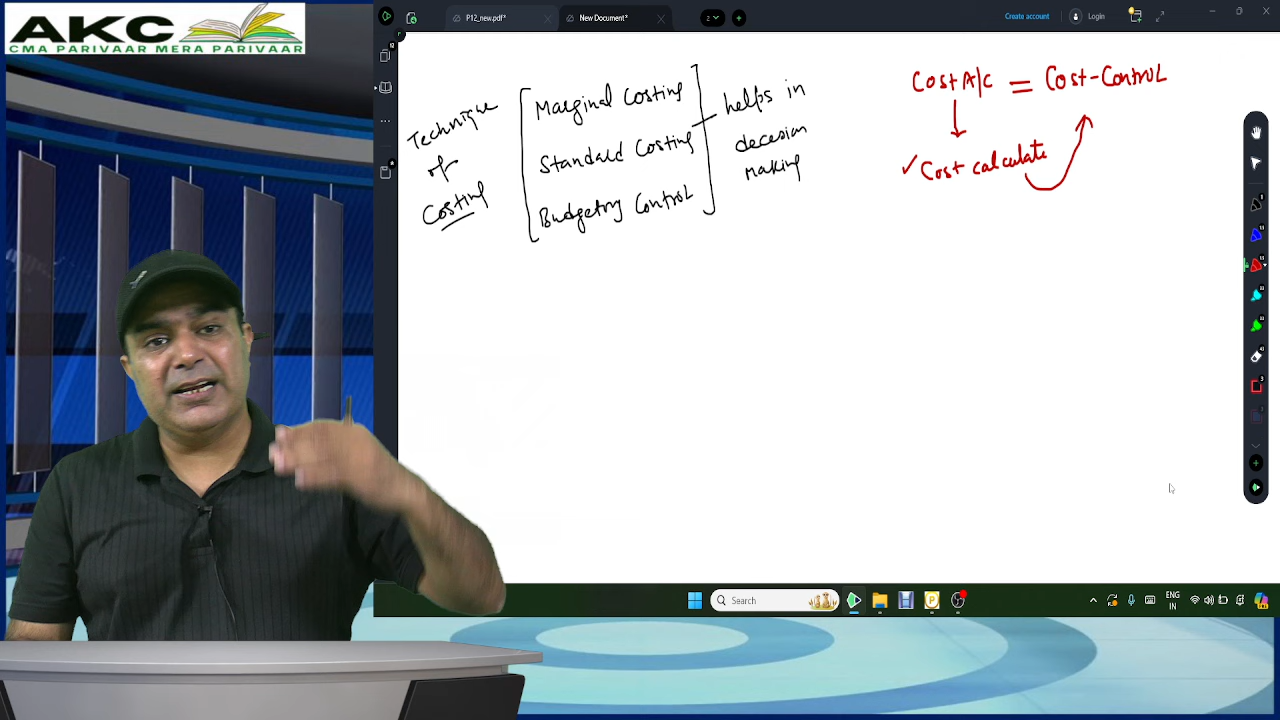 AKC
CMA PARIVAAR MERA PARIVAAR
P12_new.pdf*
New Document*
z
Create account
Login
Technique
of
Costing
Marginal Costing
Standard Costing
Budgetory Control
helps in
decesion
making
Cost A/c = Cost-Control
✓Cost calculate
Search
ENG
IN